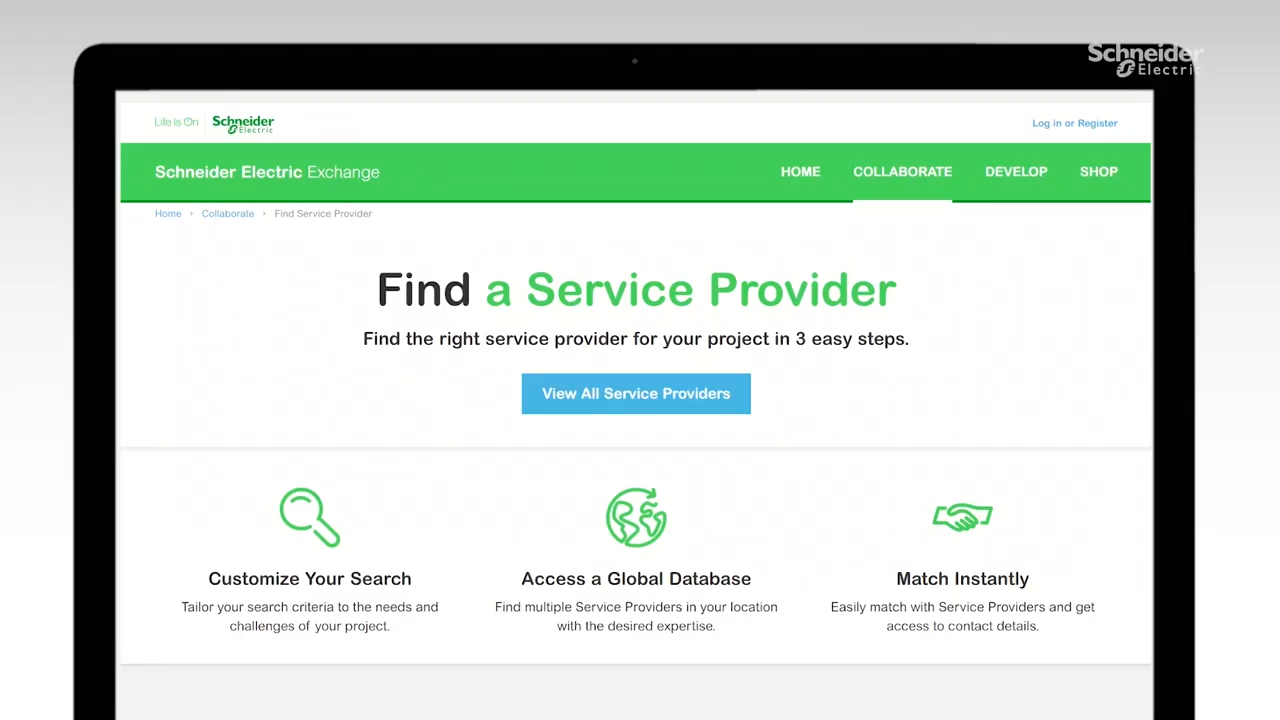 Schneider
Electric
Life Is On
Schneider
Electric
Log in or Register
Schneider Electric Exchange
HOME COLLABORATE DEVELOP SHOP
Home › Collaborate › Find Service Provider
Find a Service Provider
Find the right service provider for your project in 3 easy steps.
View All Service Providers
Customize Your Search
Tailor your search criteria to the needs and
challenges of your project.
Access a Global Database
Find multiple Service Providers in your location
with the desired expertise.
Match Instantly
Easily match with Service Providers and get
access to contact details.